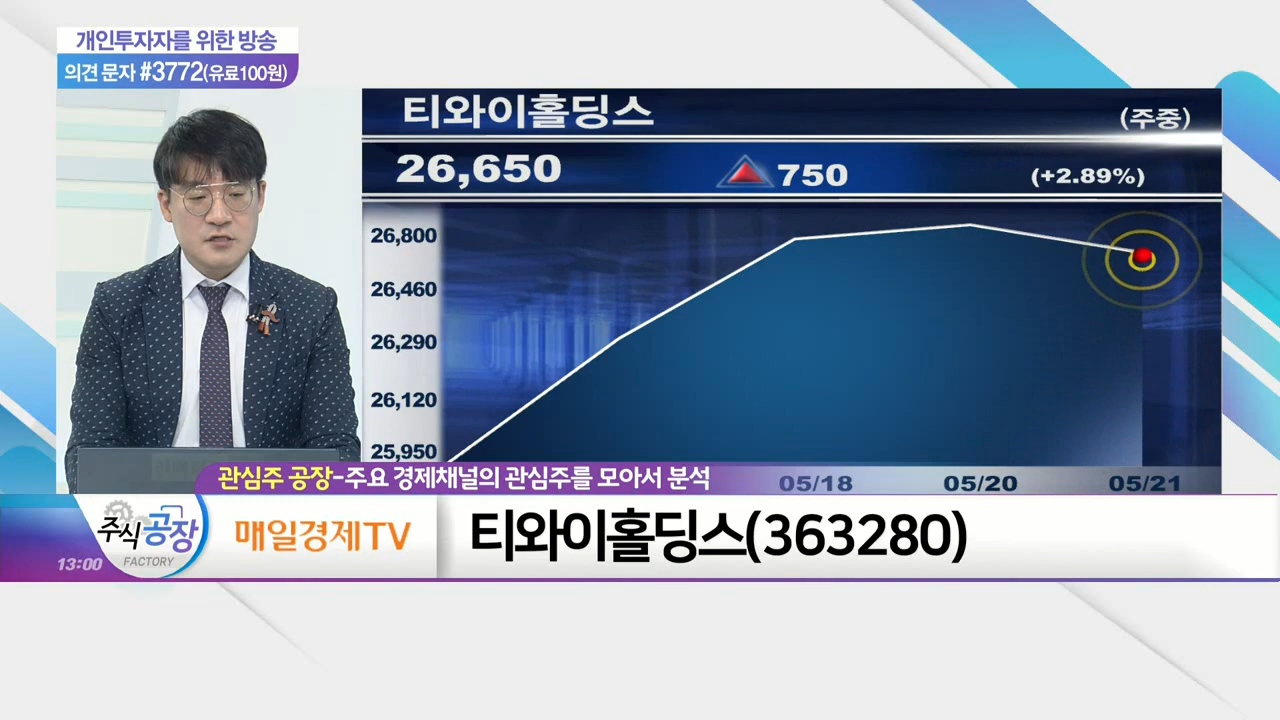 개인투자자를 위한 방송
의견 문자 #3772(유료100원)
티와이홀딩스 (주중)
26,650 750 (+2.89%)
26,800
26,460
26,290
26,120
25,950
05/18 05/20 05/21
관심주 공장-주요 경제채널의 관심주를 모아서 분석
13:00
주식공장
FACTORY
매일경제TV
티와이홀딩스(363280)